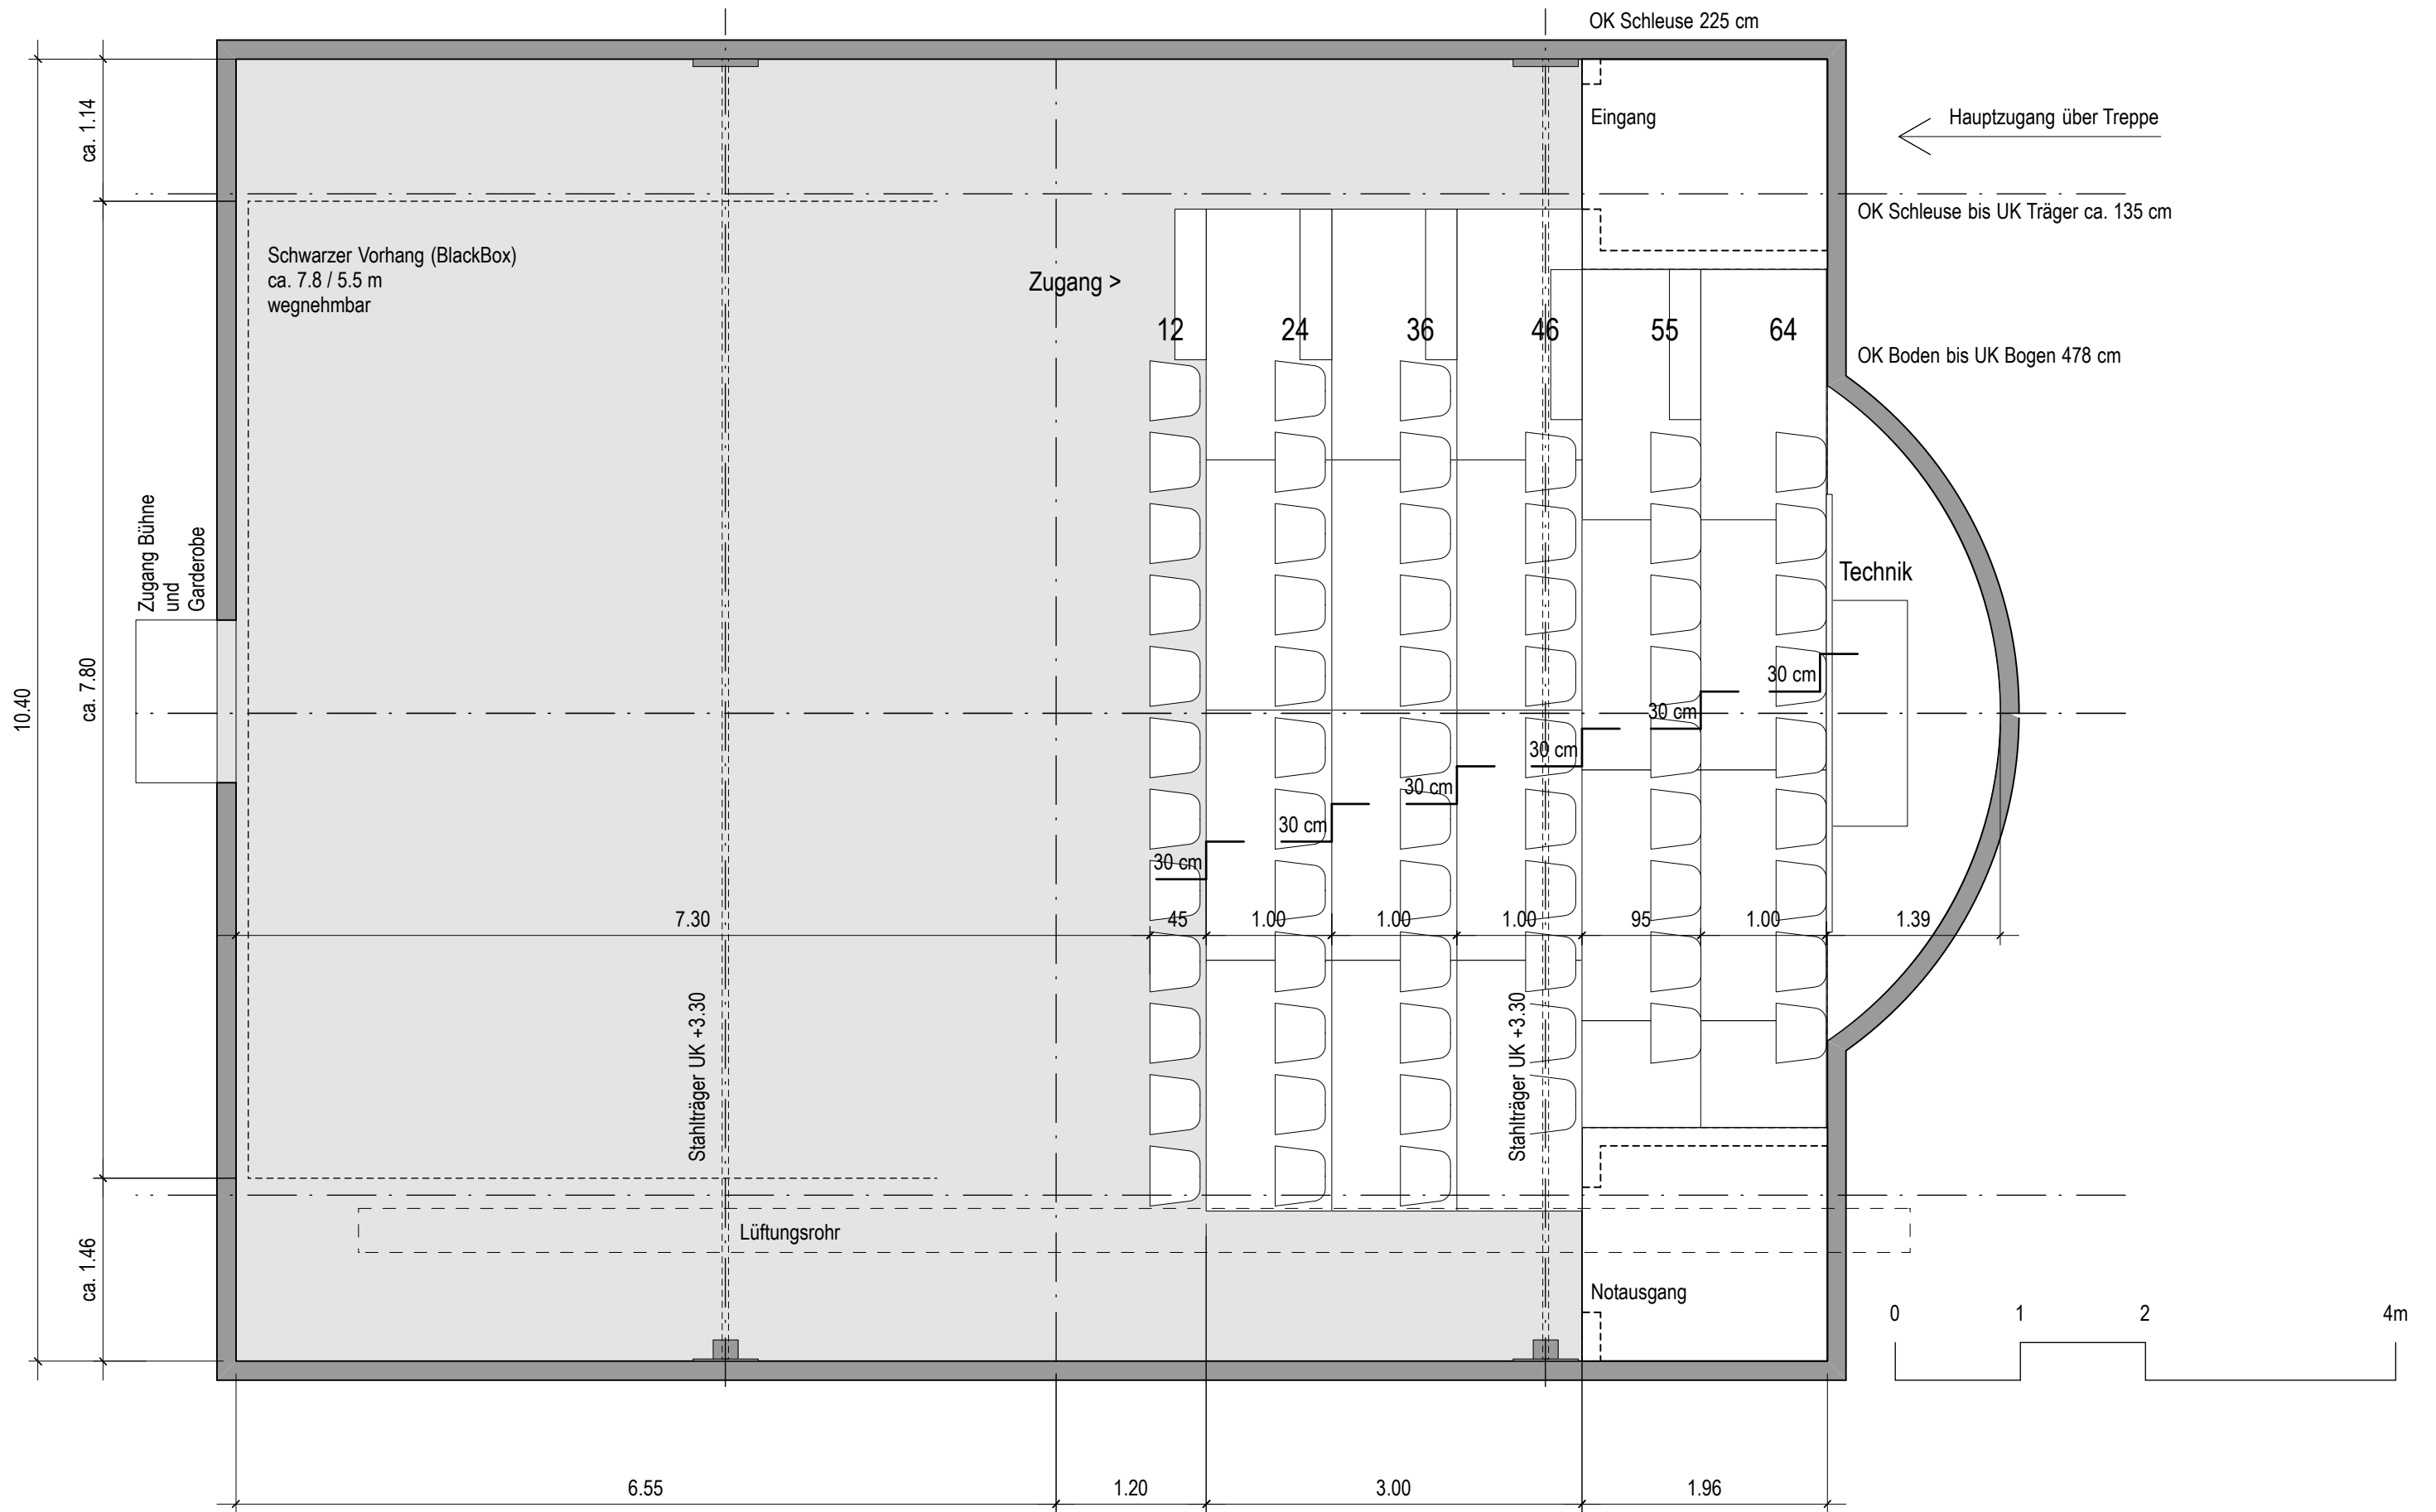 OK Schleuse 225 cm
Eingang
Hauptzugang über Treppe
ca. 1.14
OK Schleuse bis UK Träger ca. 135 cm
Schwarzer Vorhang (BlackBox)
ca. 7.8 / 5.5 m
wegnehmbar
Zugang >
12
24
36
46
55
64
OK Boden bis UK Bogen 478 cm
Zugang Bühne
und
Garderobe
Technik
10.40
ca. 7.80
30 cm
30 cm
30 cm
30 cm
30 cm
30 cm
7.30
45
1.00
1.00
1.00
95
1.00
1.39
Stahlträger UK +3.30
Stahlträger UK +3.30
Lüftungsrohr
ca. 1.46
Notausgang
0
1
2
4m
6.55
1.20
3.00
1.96